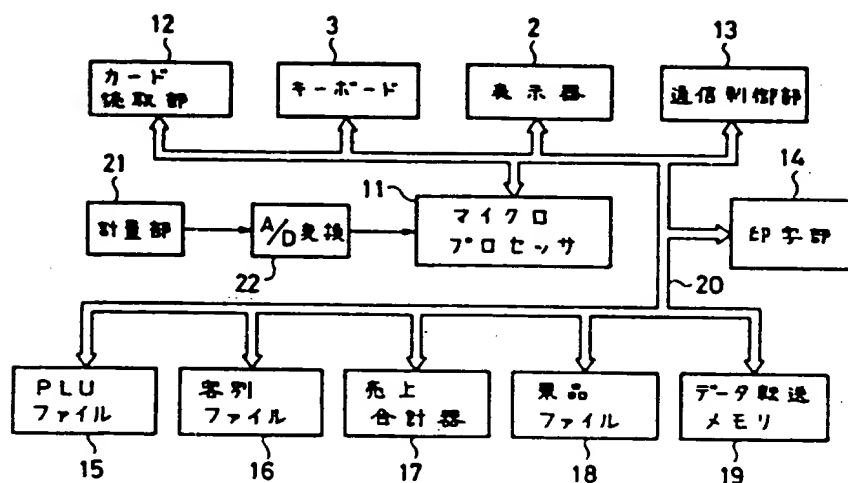 12
3
2
13
カード
読取部
キーボード
表示器
通信制御部
21
11
14
計量部
A/D変換
マイクロ
プロセッサ
印字部
22
20
PLU
ファイル
客別
ファイル
売上
合計器
景品
ファイル
データ転送
メモリ
15
16
17
18
19